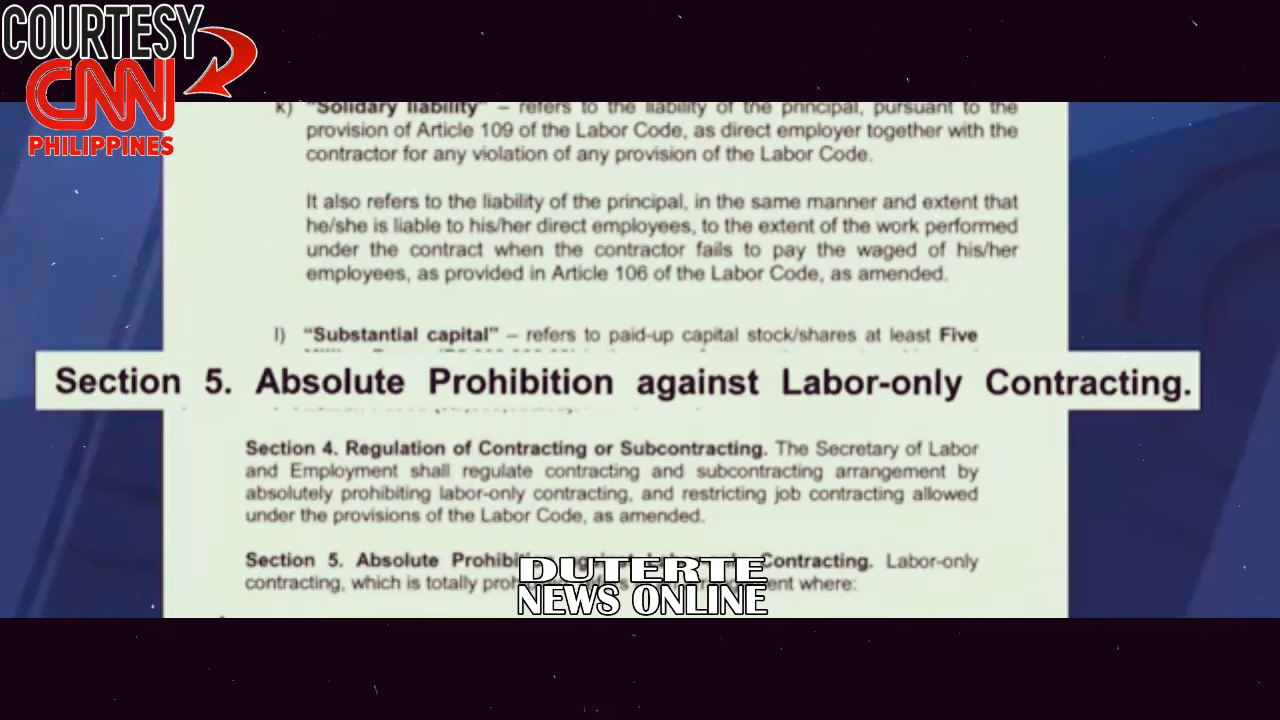 COURTESY
CNN
PHILIPPINES
k) "Solidary liability" – refers to the liability of the principal, pursuant to the
provision of Article 109 of the Labor Code, as direct employer together with the
contractor for any violation of any provision of the Labor Code.
It also refers to the liability of the principal, in the same manner and extent that
he/she is liable to his/her direct employees, to the extent of the work performed
under the contract when the contractor fails to pay the waged of his/her
employees, as provided in Article 106 of the Labor Code, as amended.
l) "Substantial capital" – refers to paid-up capital stock/shares at least Five
Section 5. Absolute Prohibition against Labor-only Contracting.
Section 4. Regulation of Contracting or Subcontracting. The Secretary of Labor
and Employment shall regulate contracting and subcontracting arrangement by
absolutely prohibiting labor-only contracting, and restricting job contracting allowed
under the provisions of the Labor Code, as amended.
Section 5. Absolute Contracting. Labor-only
contracting, which is totally where:
DUTERTE
NEWS ONLINE